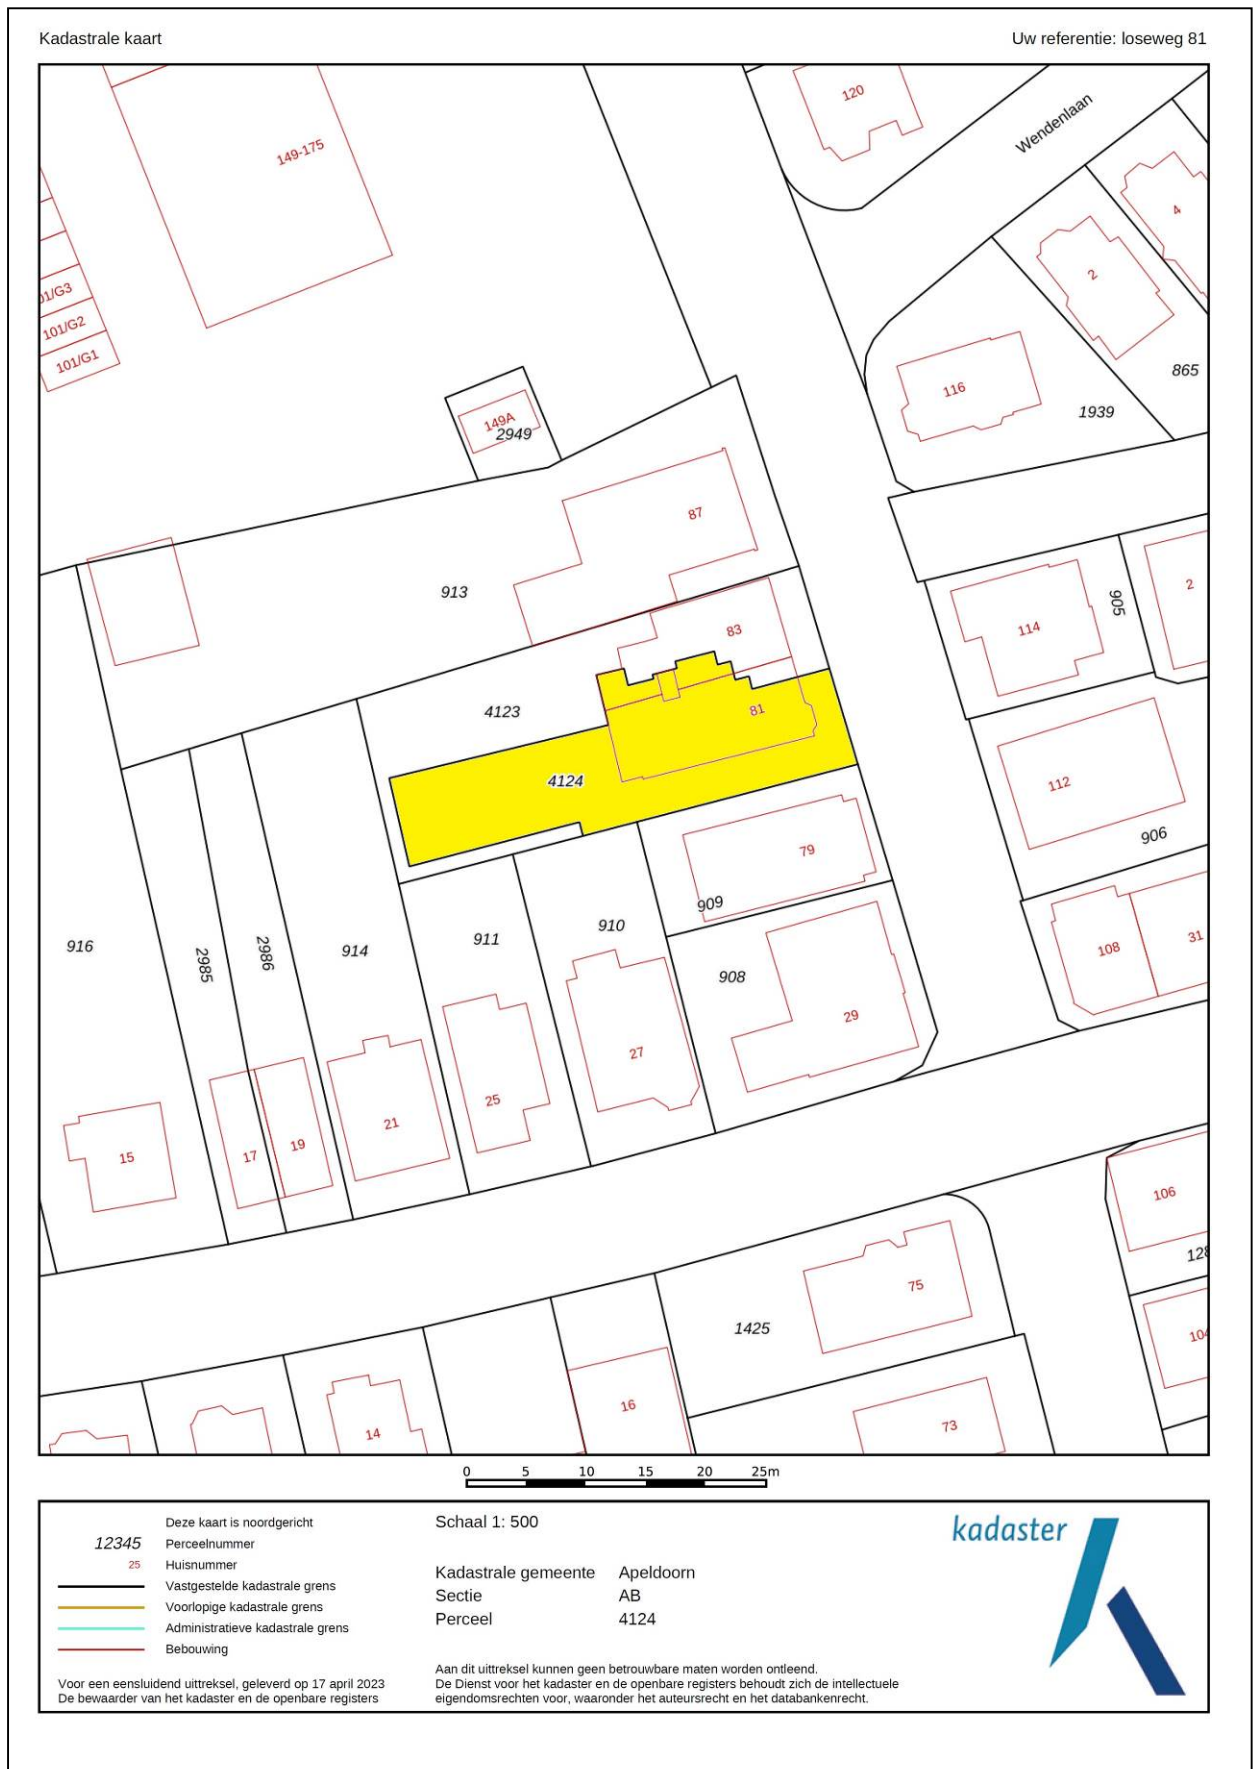 Kadastrale kaart
Uw referentie: loseweg 81
120
Wendenlaan
149-175
4
2
101/G2
101/G1
865
116
1939
149A
2949
87
913
83
114
905
2
4123
81
4124
112
79
906
909
916
2985
2986
914
911
910
908
108
31
29
27
25
21
19
17
15
106
75
1425
16
14
73
0 5 10 15 20 25m
Deze kaart is noordgericht
12345 Perceelnummer
25 Huisnummer
Vastgestelde kadastrale grens
Voorlopige kadastrale grens
Administratieve kadastrale grens
Bebouwing
Voor een eensluidend uittreksel, geleverd op 17 april 2023
De bewaarder van het kadaster en de openbare registers
Schaal 1: 500
Kadastrale gemeente Apeldoorn
Sectie AB
Perceel 4124
Aan dit uittreksel kunnen geen betrouwbare maten worden ontleend.
De Dienst voor het kadaster en de openbare registers behoudt zich de intellectuele
eigendomsrechten voor, waaronder het auteursrecht en het databankenrecht.
kadaster